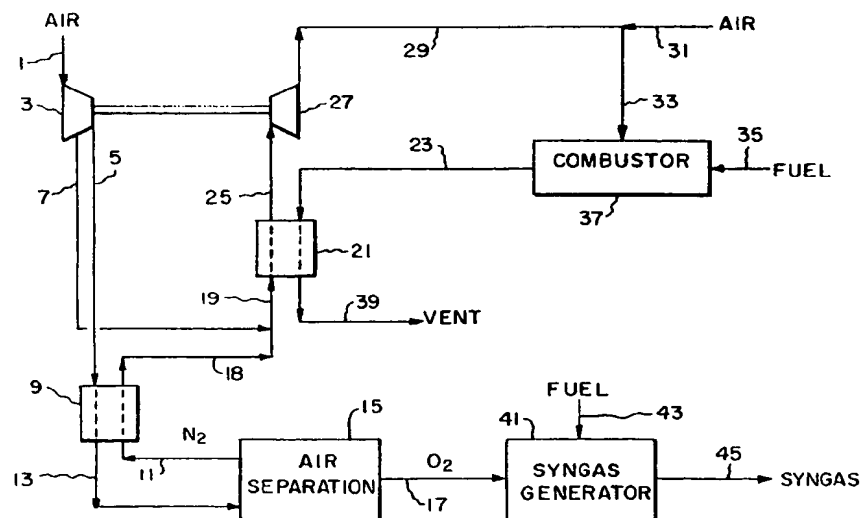 AIR
1
3
27
29
31
AIR
33
5
7
23
35
COMBUSTOR
FUEL
37
25
21
19
39
VENT
18
9
FUEL
43
N2
15
41
13
11
AIR
SEPARATION
O2
17
SYNGAS
GENERATOR
45
SYNGAS